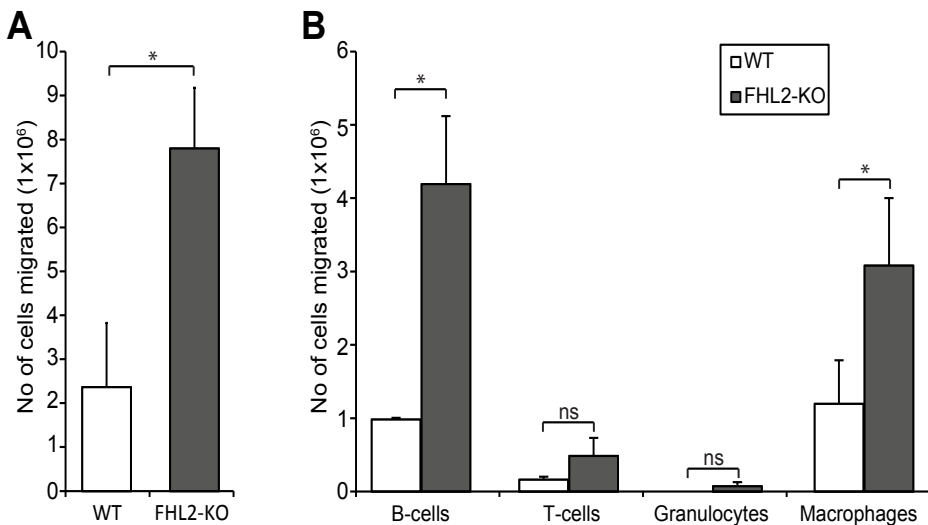 A
No of cells migrated (1x10⁶)
10
9
8
7
6
5
4
3
2
1
0
*
WT FHL2-KO
B
No of cells migrated (1x10⁶)
6
5
4
3
2
1
0
*
ns
ns
*
WT
FHL2-KO
B-cells T-cells Granulocytes Macrophages